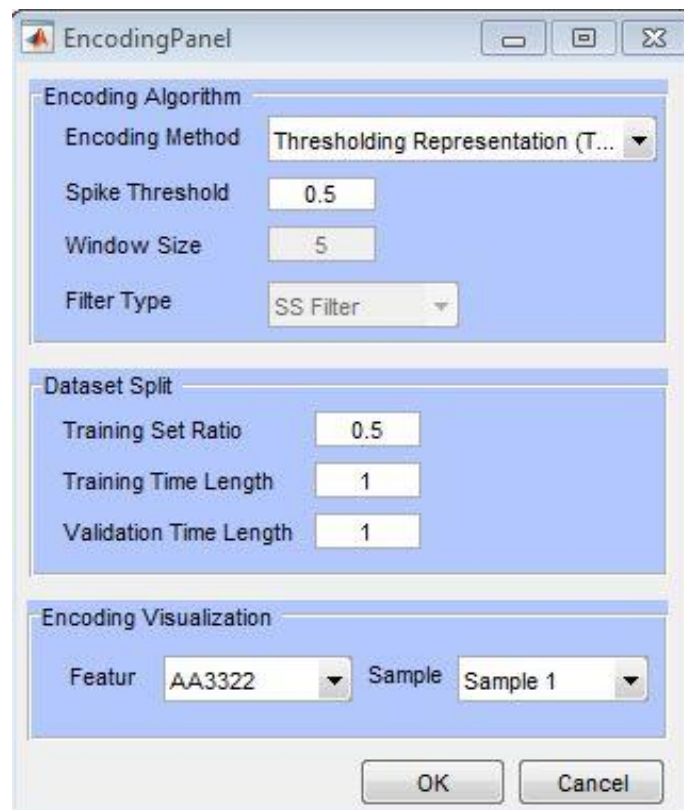 EncodingPanel
Encoding Algorithm
Encoding Method Thresholding Representation (T...
Spike Threshold 0.5
Window Size 5
Filter Type SS Filter
Dataset Split
Training Set Ratio 0.5
Training Time Length 1
Validation Time Length 1
Encoding Visualization
Featur AA3322 Sample Sample 1
OK Cancel